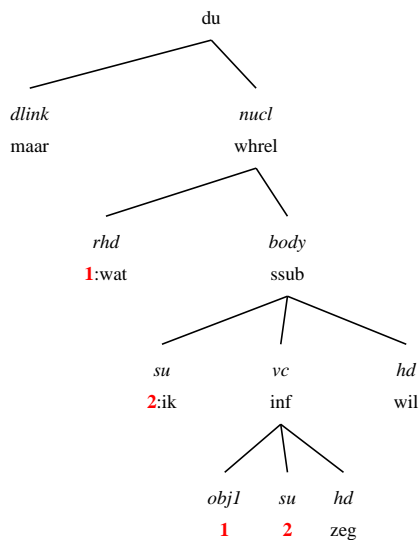 du
dlink nucl
maar whrel
rhd body
1:wat ssub
su vc hd
2:ik inf wil
obj1 su hd
1 2 zeg